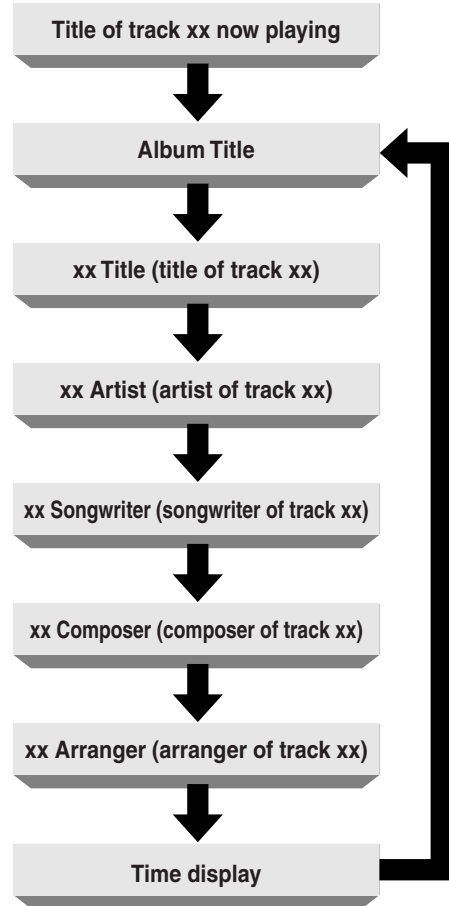 Title of track xx now playing
Album Title
xx Title (title of track xx)
xx Artist (artist of track xx)
xx Songwriter (songwriter of track xx)
xx Composer (composer of track xx)
xx Arranger (arranger of track xx)
Time display